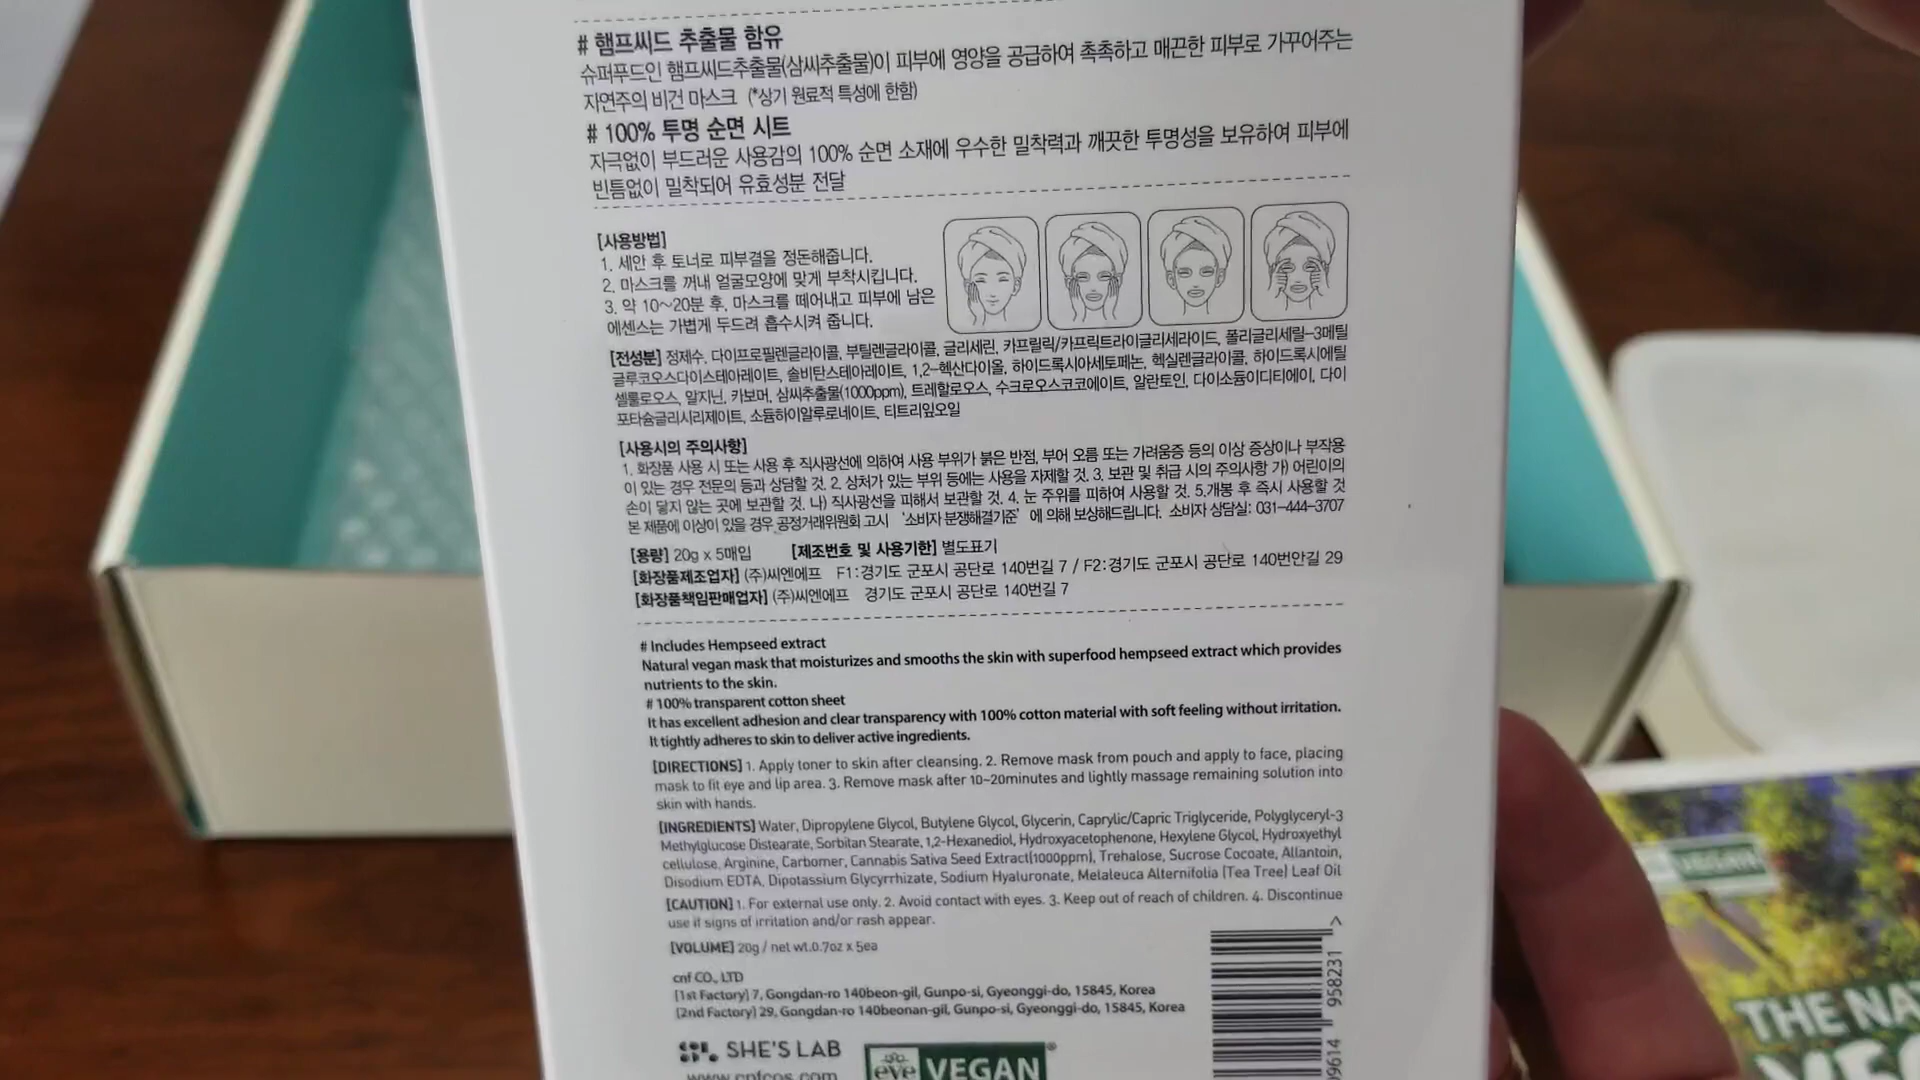 # 햄프씨드 추출물 함유
슈퍼푸드인 햄프씨드추출물(삼씨추출물)이 피부에 영양을 공급하여 촉촉하고 매끈한 피부로 가꾸어주는
자연주의 비건 마스크 (*상기 원료적 특성에 한함)
# 100% 투명 순면 시트
자극없이 부드러운 사용감의 100% 순면 소재에 우수한 밀착력과 깨끗한 투명성을 보유하여 피부에
빈틈없이 밀착되어 유효성분 전달
[사용방법]
1. 세안 후 토너로 피부결을 정돈해줍니다.
2. 마스크를 꺼내 얼굴모양에 맞게 부착시킵니다.
3. 약 10~20분 후, 마스크를 떼어내고 피부에 남은
에센스는 가볍게 두드려 흡수시켜 줍니다.
[전성분] 정제수, 다이프로필렌글라이콜, 부틸렌글라이콜, 글리세린, 카프릴릭/카프릭트라이글리세라이드, 폴리글리세릴-3메틸
글루코오스다이스테아레이트, 솔비탄스테아레이트, 1,2-헥산다이올, 하이드록시아세토페논, 헥실렌글라이콜, 하이드록시에틸
셀룰로오스, 알지닌, 카보머, 삼씨추출물(1000ppm), 트레할로오스, 수크로오스코코에이트, 알란토인, 다이소듐이디티에이, 다이
포타슘글리시리제이트, 소듐하이알루로네이트, 티트리잎오일
[사용시의 주의사항]
1. 화장품 사용 시 또는 사용 후 직사광선에 의하여 사용 부위가 붉은 반점, 부어 오름 또는 가려움증 등의 이상 증상이나 부작용
이 있는 경우 전문의 등과 상담할 것. 2. 상처가 있는 부위 등에는 사용을 자제할 것. 3. 보관 및 취급 시의 주의사항 가) 어린이의
손이 닿지 않는 곳에 보관할 것. 나) 직사광선을 피해서 보관할 것. 4. 눈 주위를 피하여 사용할 것. 5.개봉 후 즉시 사용할 것
본 제품에 이상이 있을 경우 공정거래위원회 고시 '소비자 분쟁해결기준' 에 의해 보상해드립니다. 소비자 상담실: 031-444-3707
[용량] 20g x 5매입 [제조번호 및 사용기한] 별도표기
[화장품제조업자] (주)씨엔에프 F1:경기도 군포시 공단로 140번길 7 / F2:경기도 군포시 공단로 140번안길 29
[화장품책임판매업자] (주)씨엔에프 경기도 군포시 공단로 140번길 7
# Includes Hempseed extract
Natural vegan mask that moisturizes and smooths the skin with superfood hempseed extract which provides
nutrients to the skin.
# 100% transparent cotton sheet
It has excellent adhesion and clear transparency with 100% cotton material with soft feeling without irritation.
It tightly adheres to skin to deliver active ingredients.
[DIRECTIONS] 1. Apply toner to skin after cleansing. 2. Remove mask from pouch and apply to face, placing
mask to fit eye and lip area. 3. Remove mask after 10~20minutes and lightly massage remaining solution into
skin with hands.
[INGREDIENTS] Water, Dipropylene Glycol, Butylene Glycol, Glycerin, Caprylic/Capric Triglyceride, Polyglyceryl-3
Methylglucose Distearate, Sorbitan Stearate, 1,2-Hexanediol, Hydroxyacetophenone, Hexylene Glycol, Hydroxyethyl
cellulose, Arginine, Carbomer, Cannabis Sativa Seed Extract(1000ppm), Trehalose, Sucrose Cocoate, Allantoin,
Disodium EDTA, Dipotassium Glycyrrhizate, Sodium Hyaluronate, Melaleuca Alternifolia (Tea Tree) Leaf Oil
[CAUTION] 1. For external use only. 2. Avoid contact with eyes. 3. Keep out of reach of children. 4. Discontinue
use if signs of irritation and/or rash appear.
[VOLUME] 20g / net wt.0.7oz x 5ea
cnf CO., LTD
[1st Factory] 7, Gongdan-ro 140beon-gil, Gunpo-si, Gyeonggi-do, 15845, Korea
[2nd Factory] 29, Gongdan-ro 140beonan-gil, Gunpo-si, Gyeonggi-do, 15845, Korea
SHE'S LAB
www.cnfcos.com
eve VEGAN®
09614 958231 >
VEGAN
THE NA